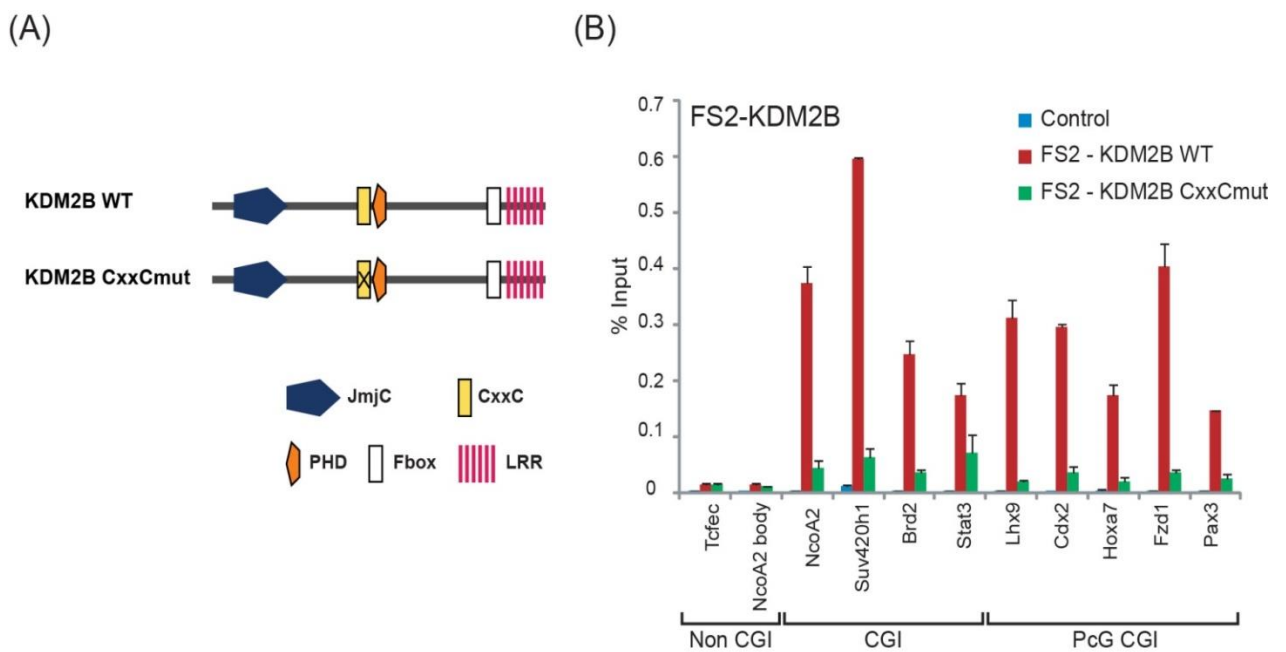 (A)
KDM2B WT
KDM2B CxxCmut
JmjC
CxxC
PHD
Fbox
LRR
(B)
FS2-KDM2B
Control
FS2 - KDM2B WT
FS2 - KDM2B CxxCmut
% Input
0.7
0.6
0.5
0.4
0.3
0.2
0.1
0
Tcfec
NcoA2 body
NcoA2
Suv420h1
Brd2
Stat3
Lhx9
Cdx2
Hoxa7
Fzd1
Pax3
Non CGI
CGI
PcG CGI